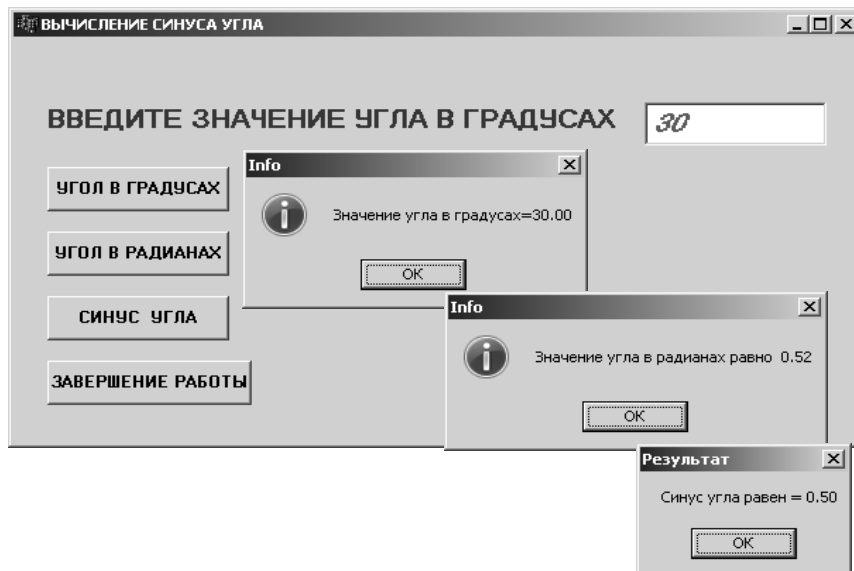 ВЫЧИСЛЕНИЕ СИНУСА УГЛА
ВВЕДИТЕ ЗНАЧЕНИЕ УГЛА В ГРАДУСАХ
30
УГОЛ В ГРАДУСАХ
УГОЛ В РАДИАНАХ
СИНУС УГЛА
ЗАВЕРШЕНИЕ РАБОТЫ
Info
Значение угла в градусах=30.00
OK
Info
Значение угла в радианах равно 0.52
OK
Результат
Синус угла равен = 0.50
OK